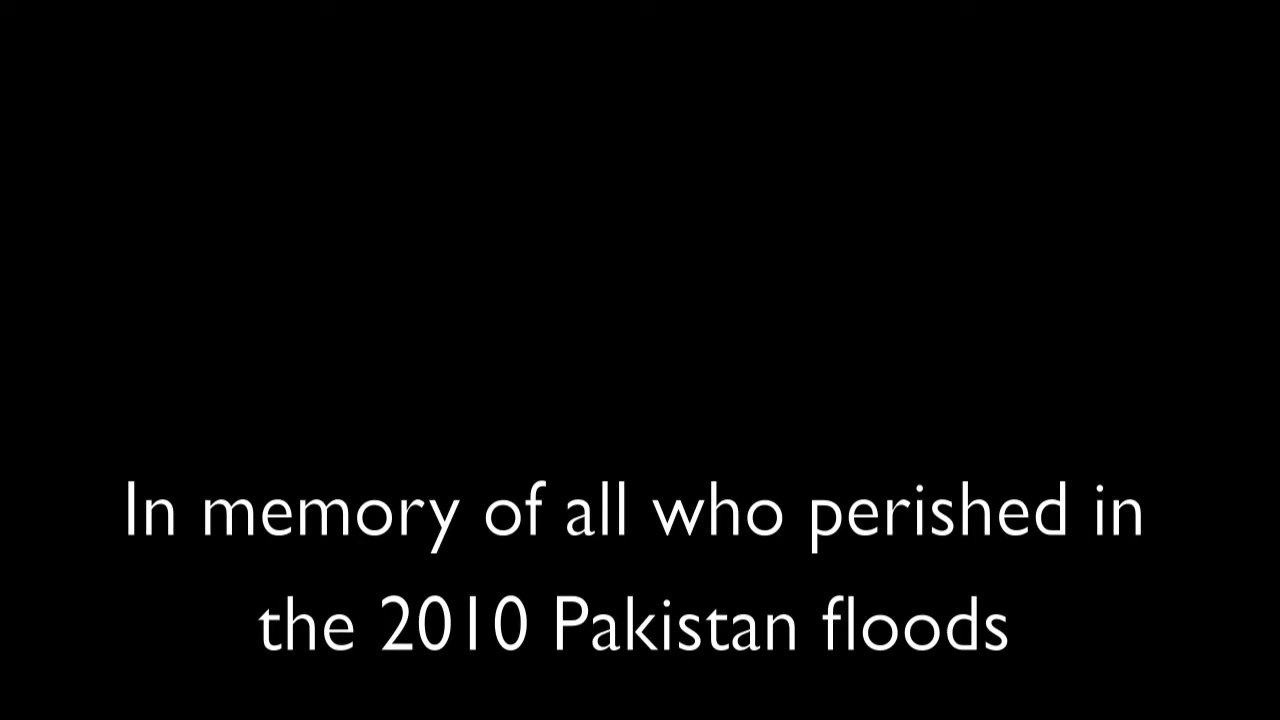 In memory of all who perished in
the 2010 Pakistan floods